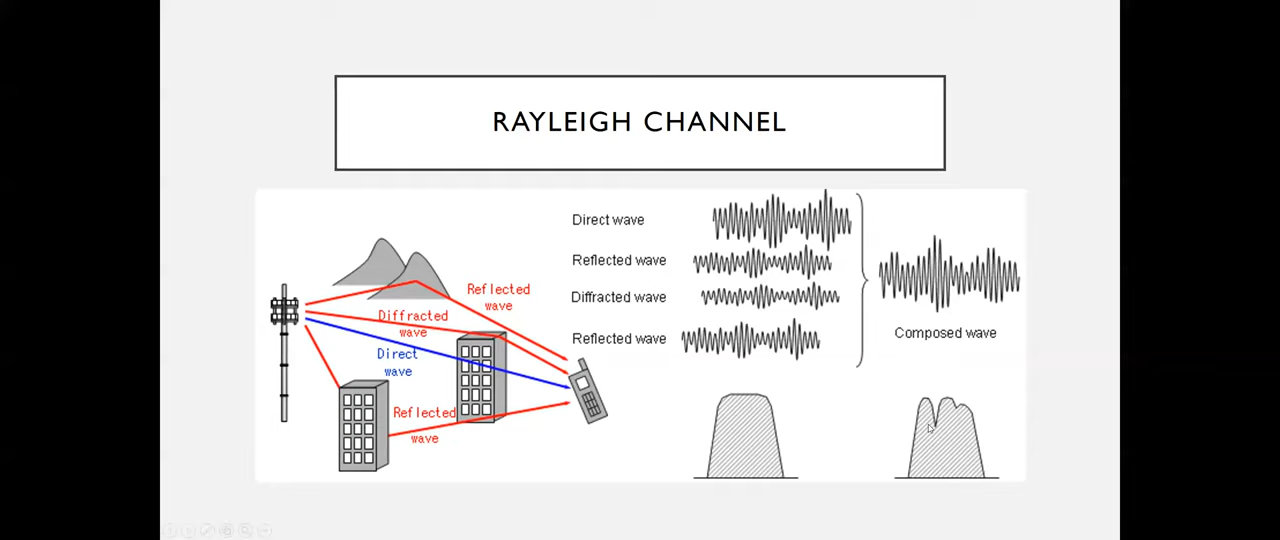 RAYLEIGH CHANNEL
Reflected
wave
Diffracted
wave
Direct
wave
Reflected
wave
Direct wave
Reflected wave
Diffracted wave
Reflected wave
Composed wave